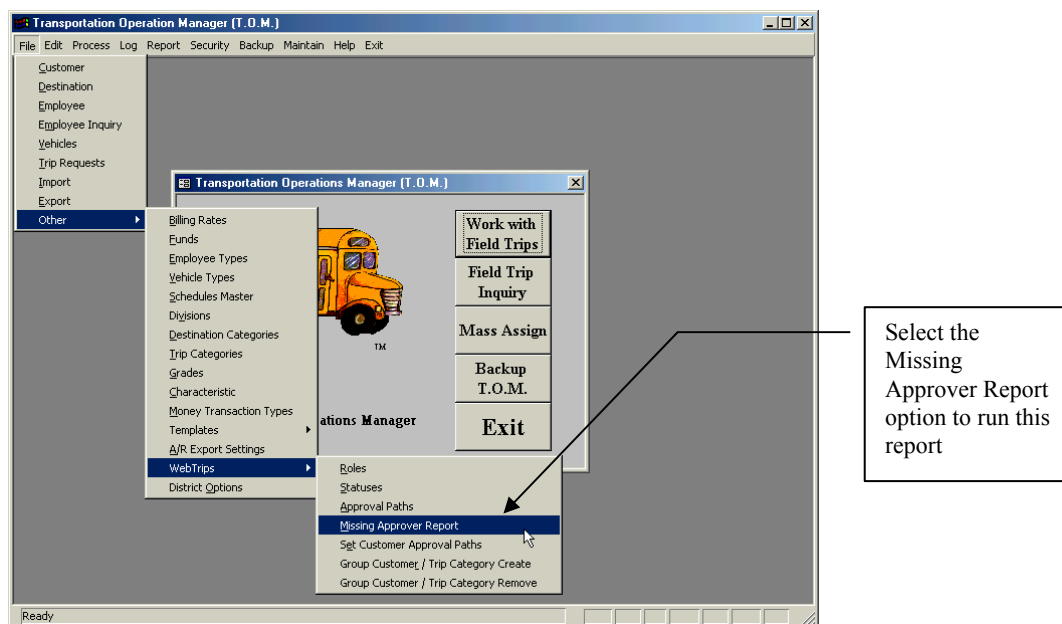 Transportation Operation Manager (T.O.M.)
File Edit Process Log Report Security Backup Maintain Help Exit
Customer
Destination
Employee
Employee Inquiry
Vehicles
Trip Requests
Import
Export
Other
Billing Rates
Funds
Employee Types
Vehicle Types
Schedules Master
Divisions
Destination Categories
Trip Categories
Grades
Characteristic
Money Transaction Types
Templates
A/R Export Settings
WebTrips
District Options
Roles
Statuses
Approval Paths
Missing Approver Report
Set Customer Approval Paths
Group Customer / Trip Category Create
Group Customer / Trip Category Remove
Transportation Operations Manager (T.O.M.)
TM
ations Manager
Work with
Field Trips
Field Trip
Inquiry
Mass Assign
Backup
T.O.M.
Exit
Select the
Missing
Approver Report
option to run this
report
Ready